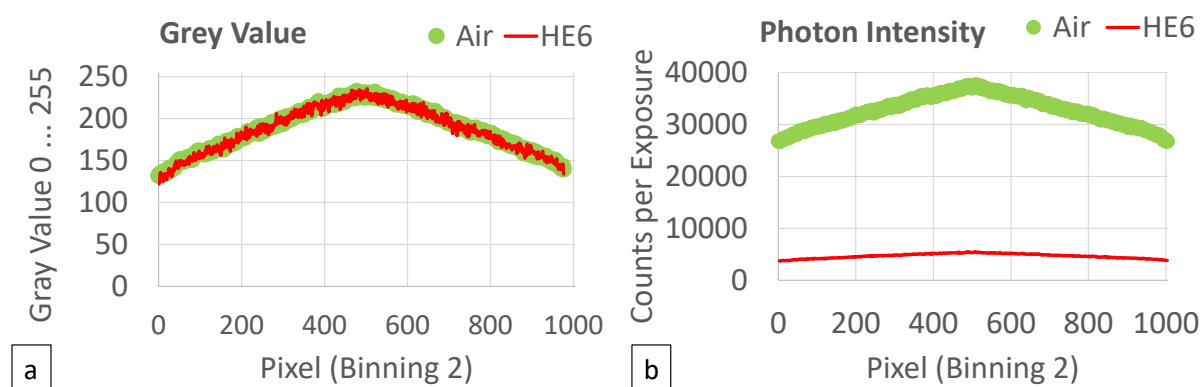 Grey Value Air HE6
Gray Value 0 ... 255
250
200
150
100
50
0
0 200 400 600 800 1000
Pixel (Binning 2)
a
Photon Intensity Air HE6
Counts per Exposure
40000
30000
20000
10000
0
0 200 400 600 800 1000
Pixel (Binning 2)
b